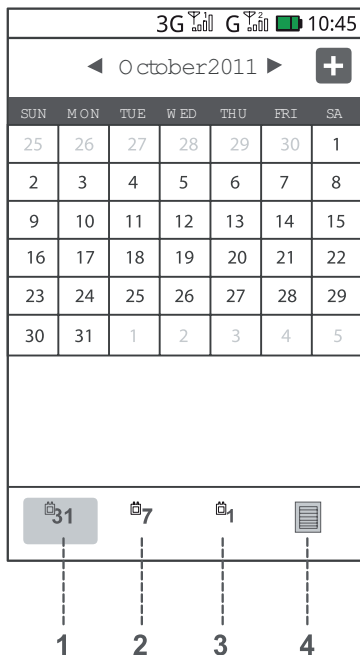 3G 1 G 2 10:45
October2011
SUN MON TUE WED THU FRI SA
25 26 27 28 29 30 1
2 3 4 5 6 7 8
9 10 11 12 13 14 15
16 17 18 19 20 21 22
23 24 25 26 27 28 29
30 31 1 2 3 4 5
31 7 1
1 2 3 4